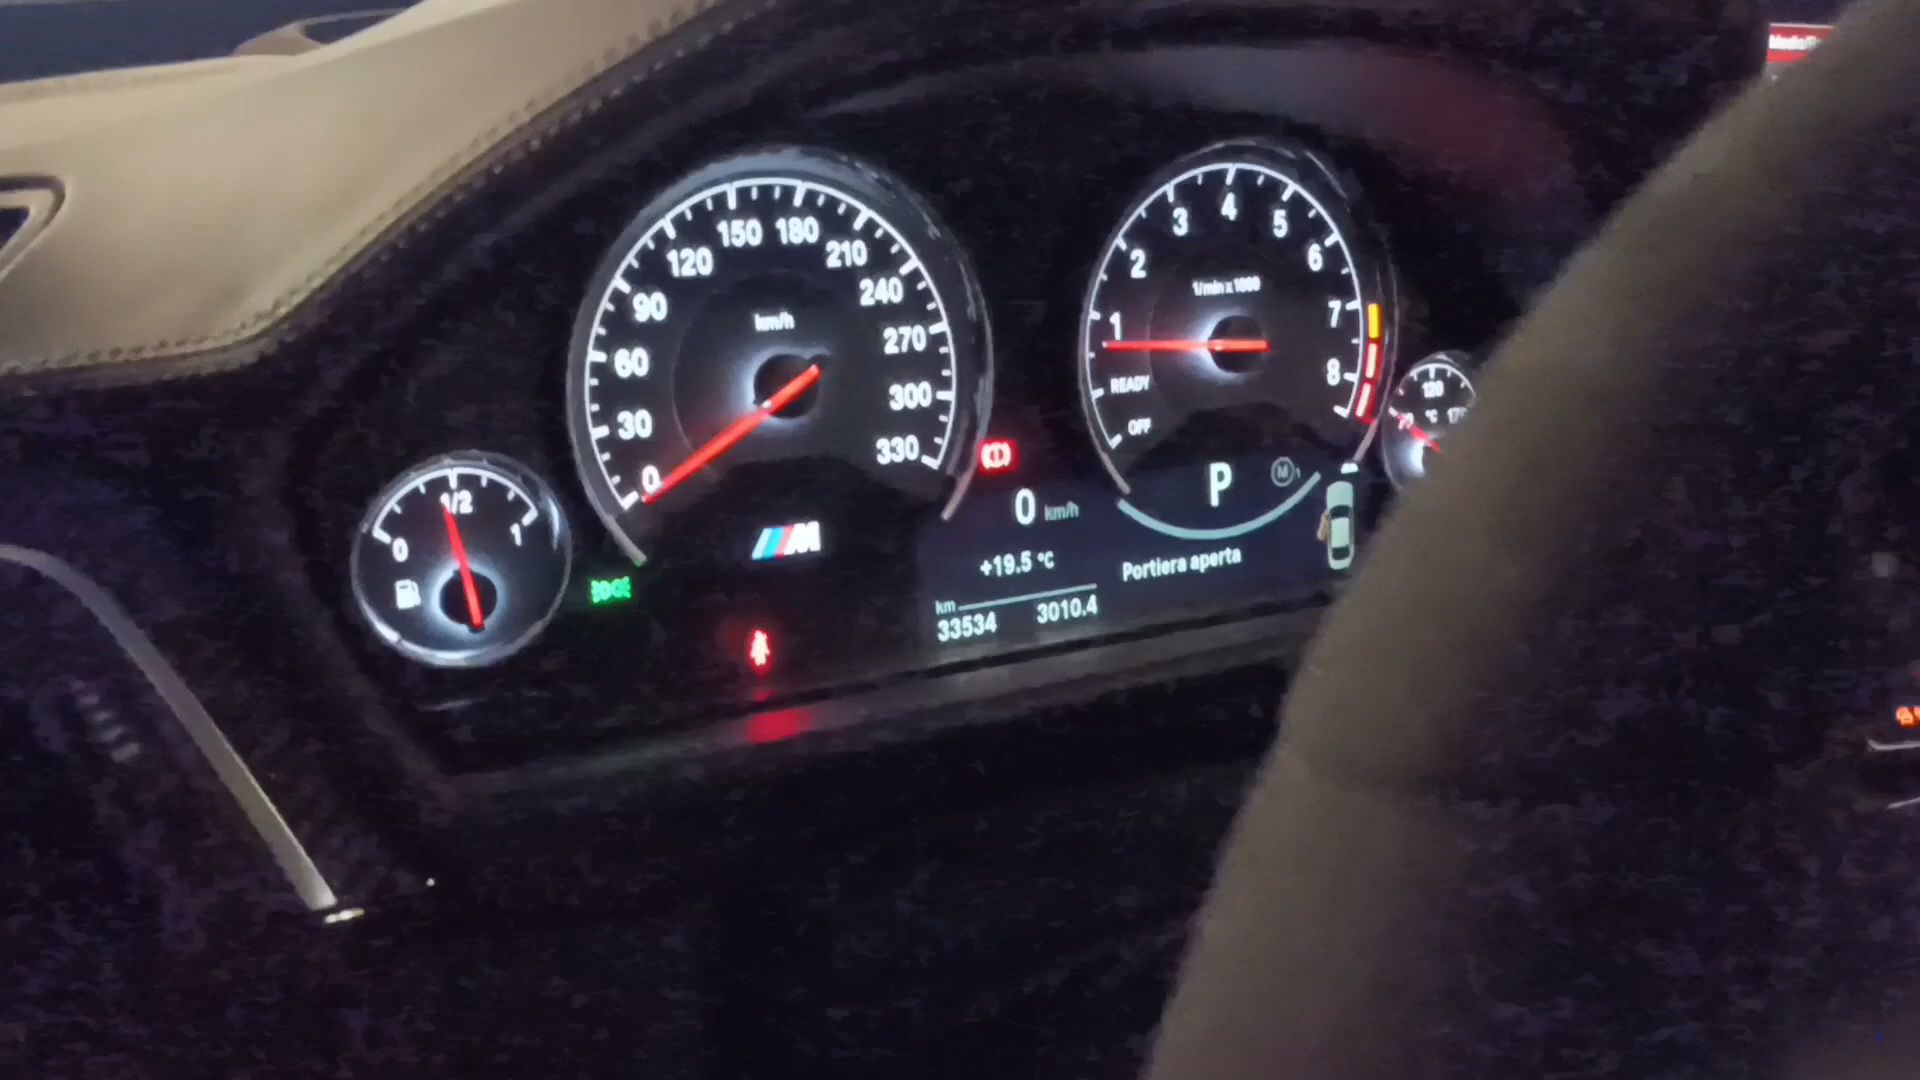 0
1/2
1
0
30
60
90
120
150
180
210
240
270
300
330
km/h
M
0 km/h
+19.5 °C
km
33534 3010.4
OFF
READY
1
2
3
4
5
6
7
8
1/min x 1000
P
M1
Portiera aperta
70
120
°C